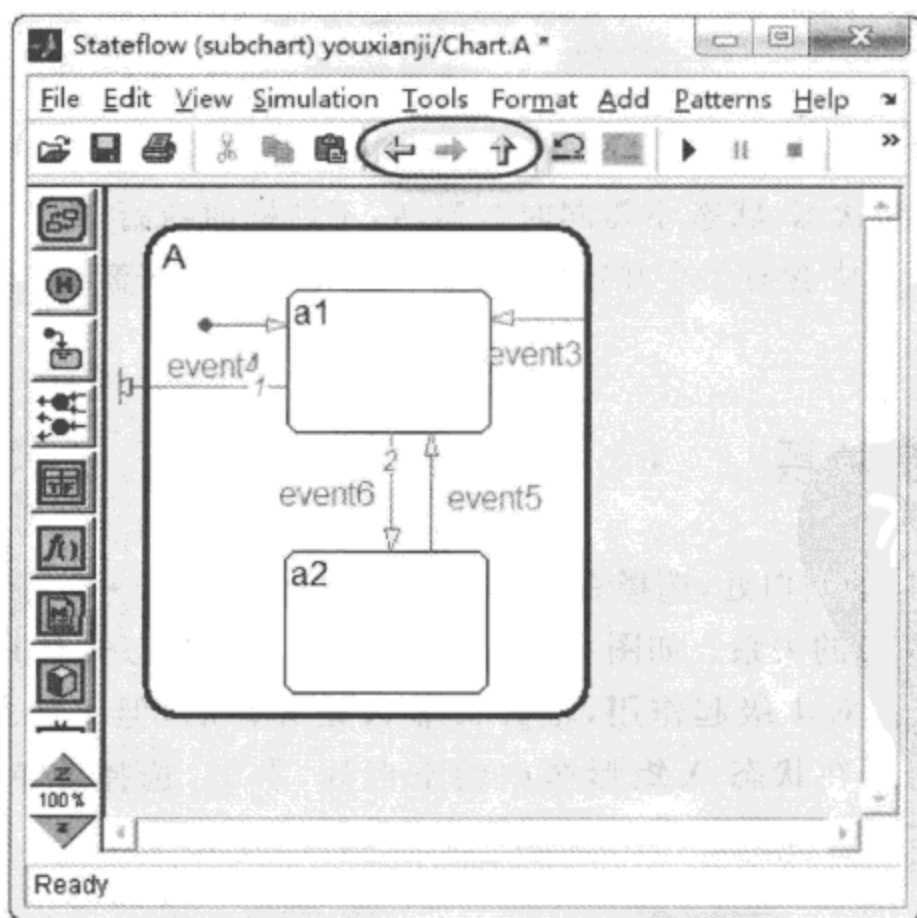 Stateflow (subchart) youxianji/Chart.A *
File Edit View Simulation Tools Format Add Patterns Help
A
a1
event3
event4
1
2
event6
event5
a2
100%
Ready